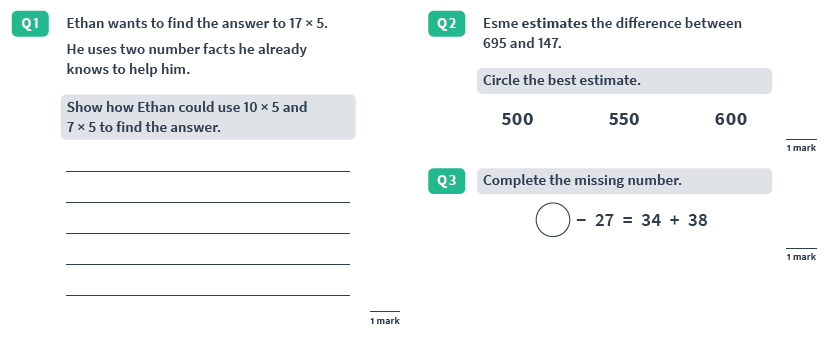 Q1
Ethan wants to find the answer to 17 × 5.
He uses two number facts he already
knows to help him.
Show how Ethan could use 10 × 5 and
7 × 5 to find the answer.
1 mark
Q2
Esme estimates the difference between
695 and 147.
Circle the best estimate.
500 550 600
1 mark
Q3
Complete the missing number.
− 27 = 34 + 38
1 mark